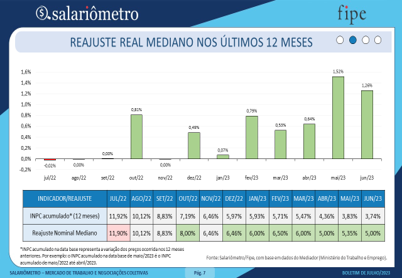 salariômetro
fipe
REAJUSTE REAL MEDIANO NOS ÚLTIMOS 12 MESES
1,6%
1,4%
1,2%
1,0%
0,8%
0,6%
0,4%
0,2%
0,0%
-0,2%
-0,02%
0,00%
0,81%
0,00%
0,48%
0,07%
0,79%
0,53%
0,64%
1,52%
1,26%
jul/22 ago/22 set/22 out/22 nov/22 dez/22 jan/23 fev/23 mar/23 abr/23 mai/23 jun/23
INDICADOR/REAJUSTE JUL/22 AGO/22 SET/22 OUT/22 NOV/22 DEZ/22 JAN/23 FEV/23 MAR/23 ABR/23 MAI/23 JUN/23
INPC acumulado* (12 meses) 11,92% 10,12% 8,83% 7,19% 6,46% 5,97% 5,93% 5,71% 5,47% 4,36% 3,83% 3,74%
Reajuste Nominal Mediano 11,90% 10,12% 8,83% 8,00% 6,46% 6,46% 6,00% 6,50% 6,00% 5,00% 5,35% 5,00%
*INPC acumulado na data base representa a variação dos preços ocorrida nos 12 meses
anteriores. Por exemplo: o INPC acumulado na data base de maio/2023 é o INPC
acumulado de maio/2022 até abril/2023.
Fonte: Salariômetro/Fipe, com base em dados do Mediador (Ministério do Trabalho e Emprego).
SALARIÔMETRO – MERCADO DE TRABALHO E NEGOCIAÇÕES COLETIVAS
Pág. 7
BOLETIM DE JULHO/2023